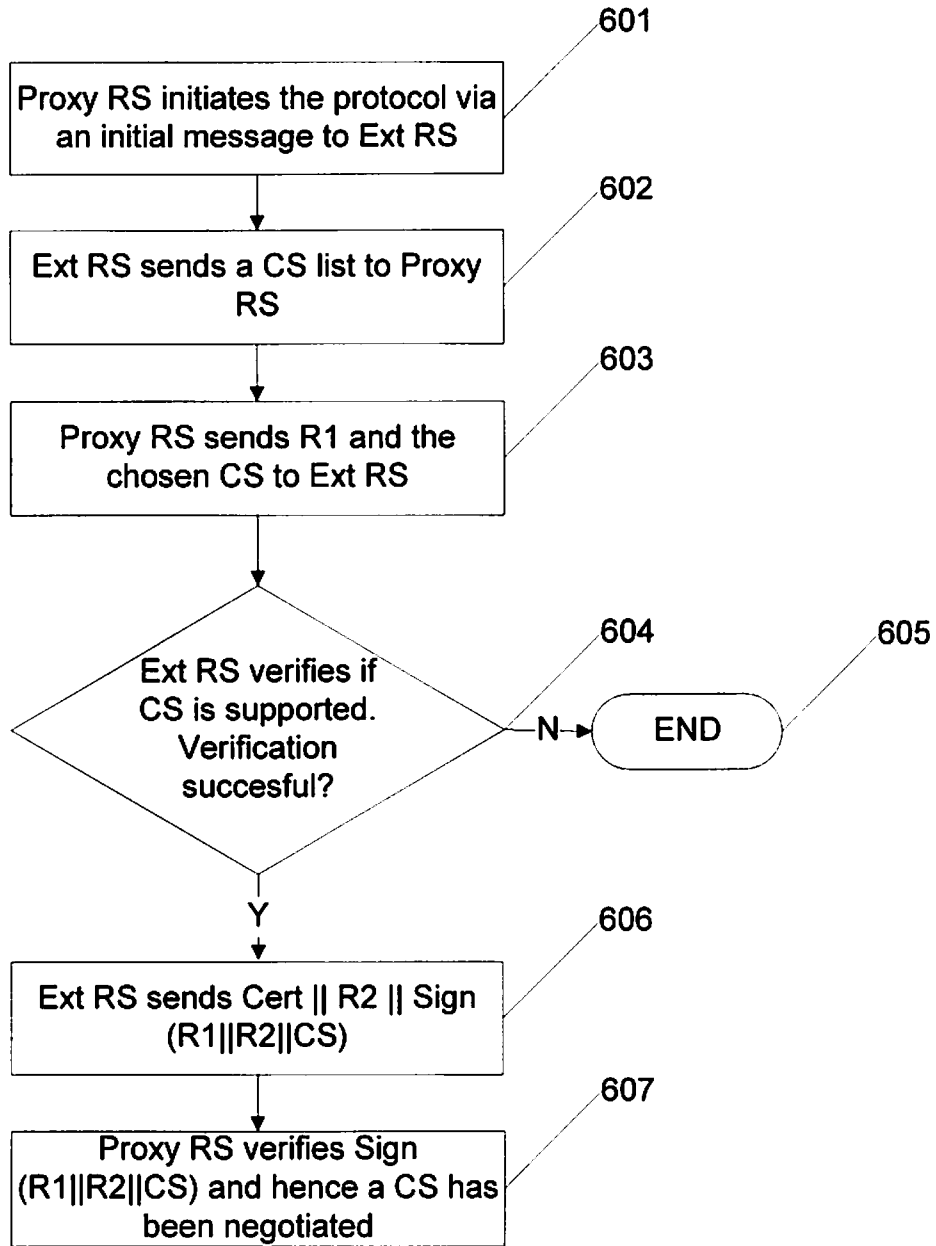 601
Proxy RS initiates the protocol via
an initial message to Ext RS
602
Ext RS sends a CS list to Proxy
RS
603
Proxy RS sends R1 and the
chosen CS to Ext RS
604
605
Ext RS verifies if
CS is supported.
Verification
succesful?
N
END
Y
606
Ext RS sends Cert || R2 || Sign
(R1||R2||CS)
607
Proxy RS verifies Sign
(R1||R2||CS) and hence a CS has
been negotiated